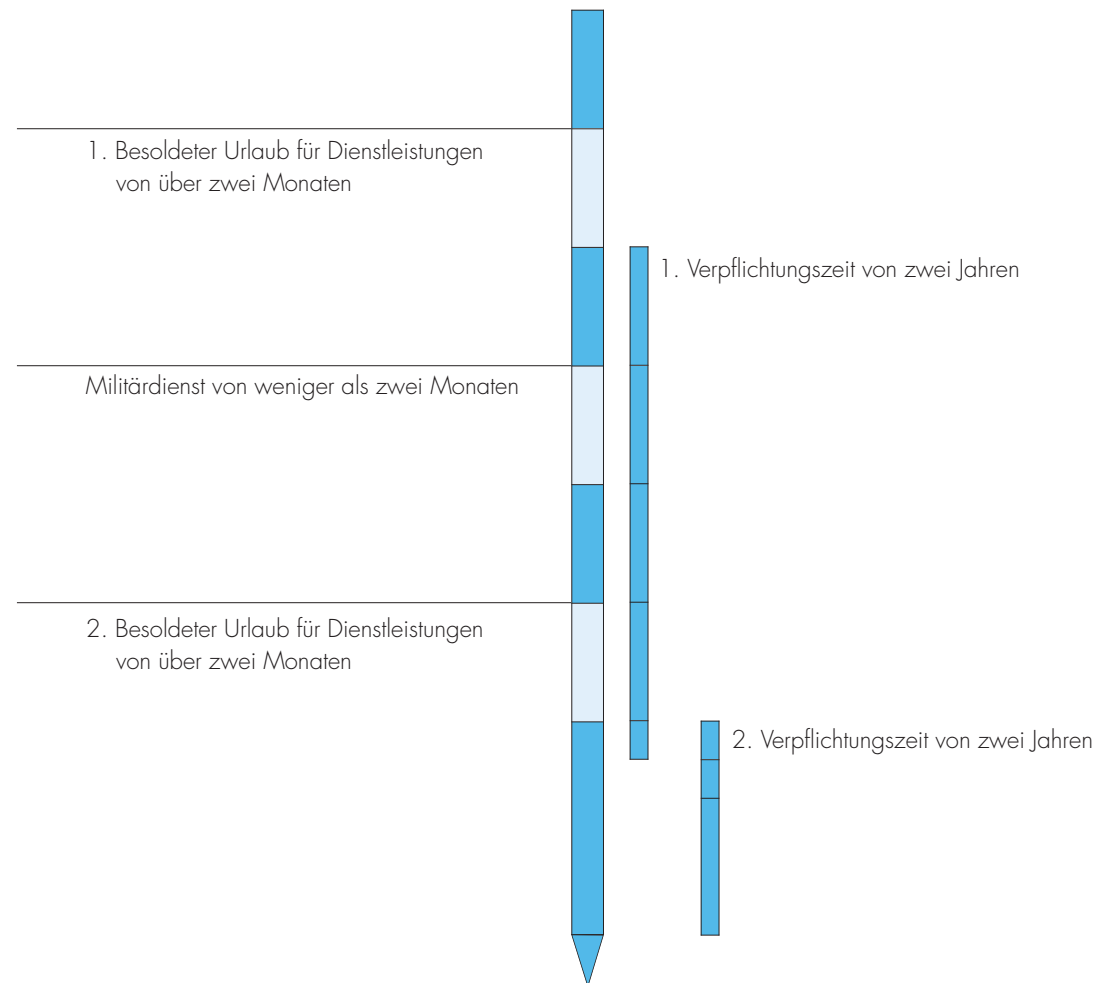 1. Besoldeter Urlaub für Dienstleistungen
von über zwei Monaten
1. Verpflichtungszeit von zwei Jahren
Militärdienst von weniger als zwei Monaten
2. Besoldeter Urlaub für Dienstleistungen
von über zwei Monaten
2. Verpflichtungszeit von zwei Jahren